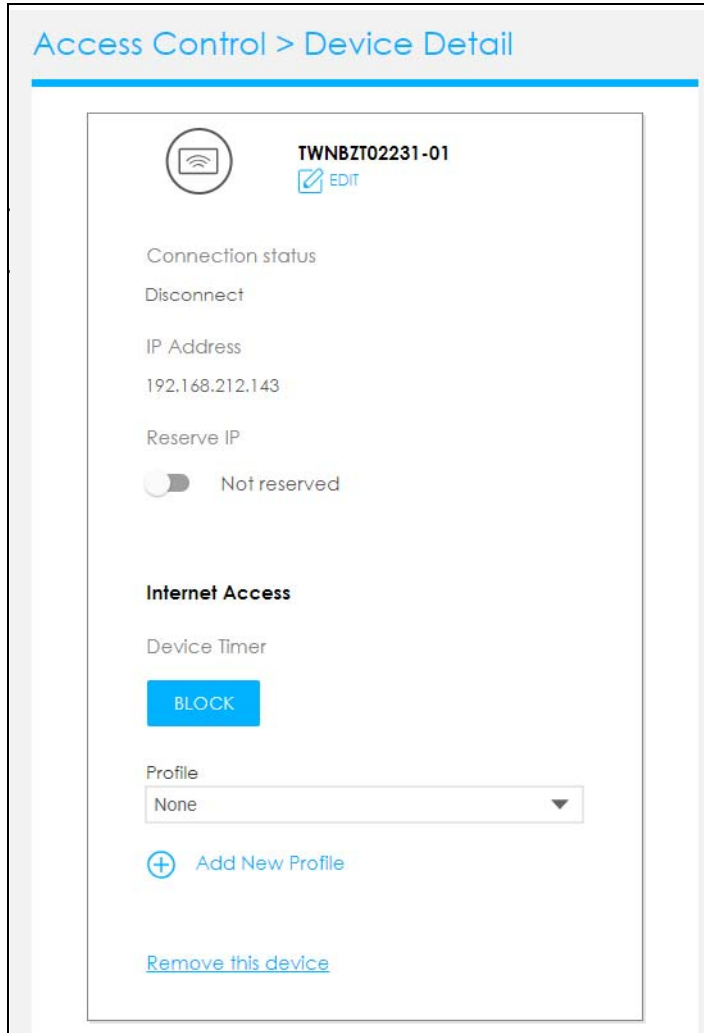 Access Control > Device Detail
TWNBZT02231-01
EDIT
Connection status
Disconnect
IP Address
192.168.212.143
Reserve IP
Not reserved
Internet Access
Device Timer
BLOCK
Profile
None
Add New Profile
Remove this device